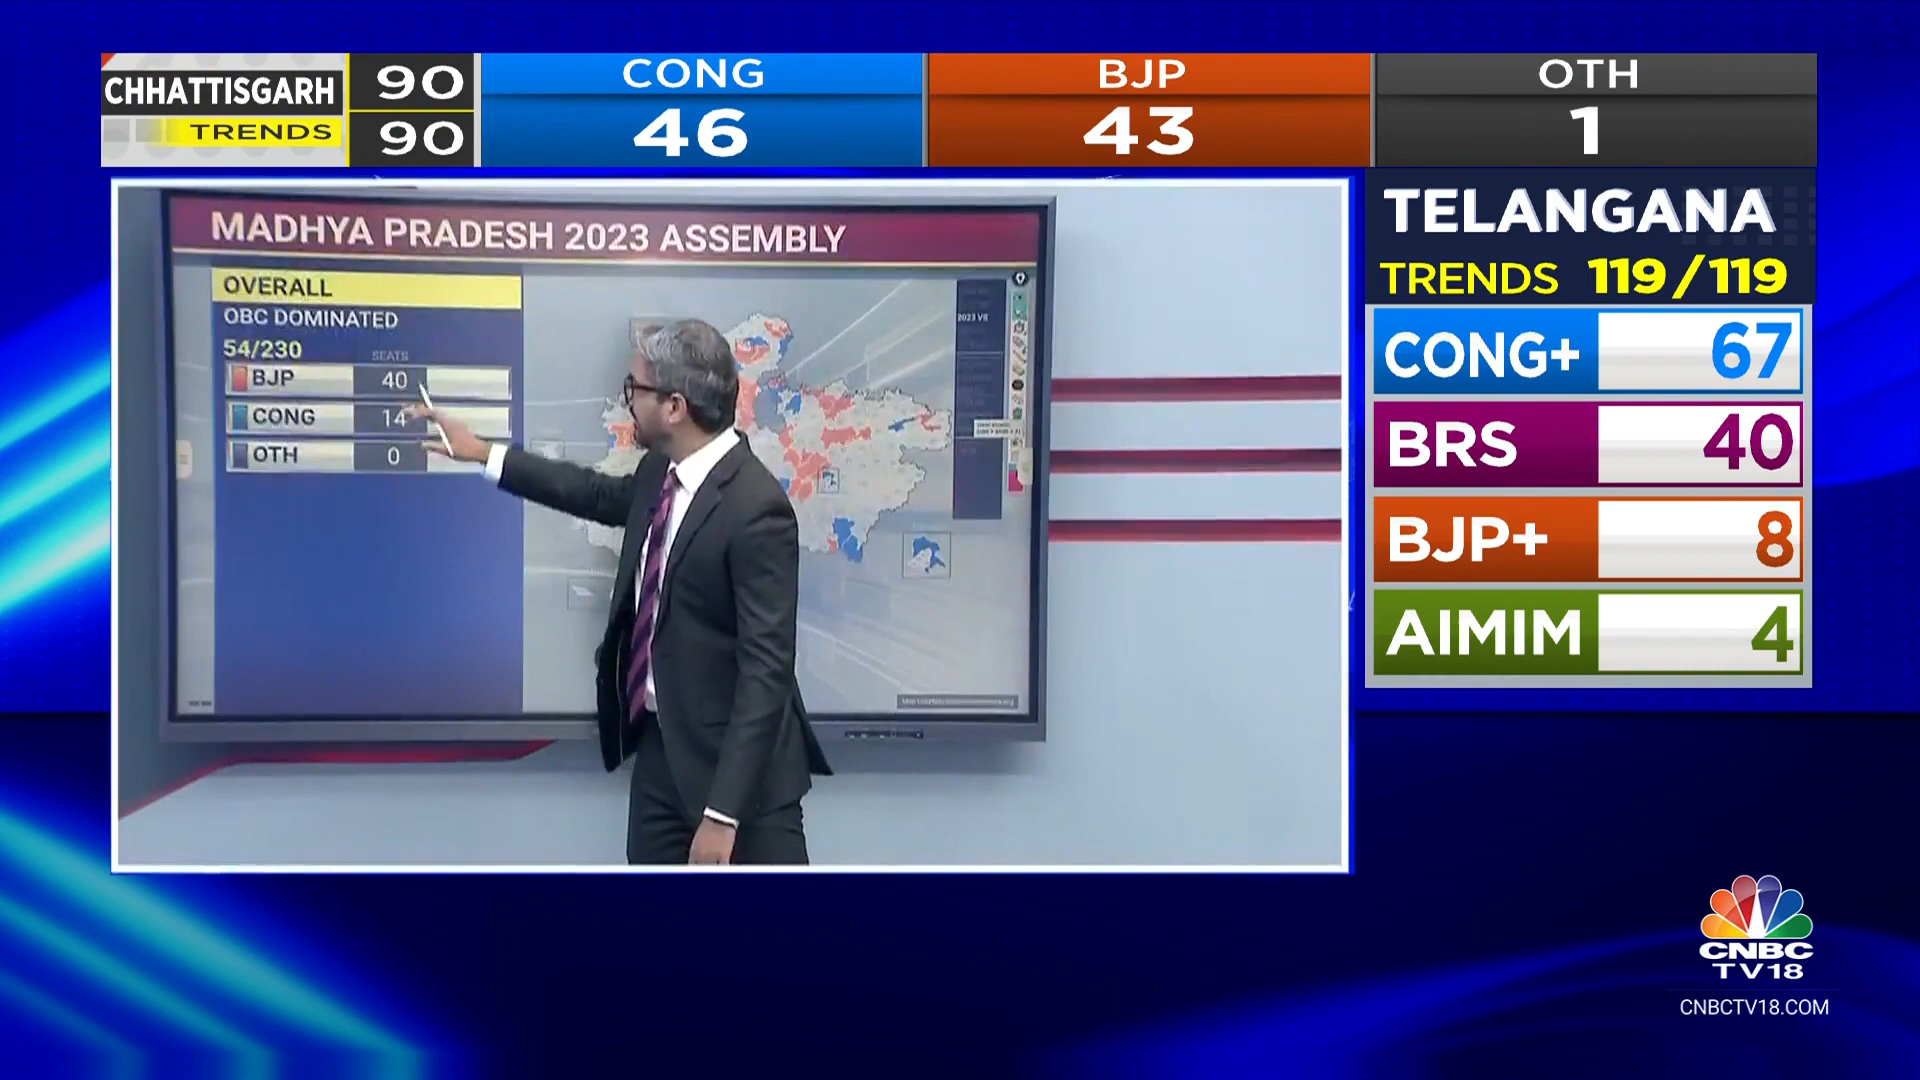 CHHATTISGARH
TRENDS
90
90
CONG
46
BJP
43
OTH
1
TELANGANA
TRENDS 119/119
CONG+ 67
BRS 40
BJP+ 8
AIMIM 4
MADHYA PRADESH 2023 ASSEMBLY
OVERALL
OBC DOMINATED
54/230
SEATS
BJP 40
CONG 14
OTH 0
CNBC
TV18
CNBCTV18.COM